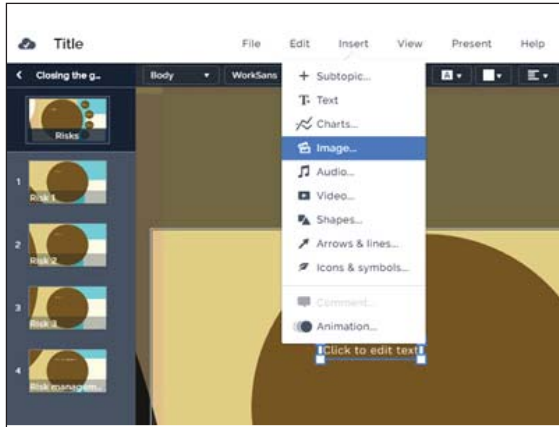 Title
File Edit Insert View Present Help
Closing the g...
Body WorkSans
A
+ Subtopic...
T Text
Charts...
Image...
Audio...
Video...
Shapes...
Arrows & lines...
Icons & symbols...
Comment...
Animation...
Risks
1
Risk 1
2
Risk 2
3
Risk 3
4
Risk managem...
Click to edit text